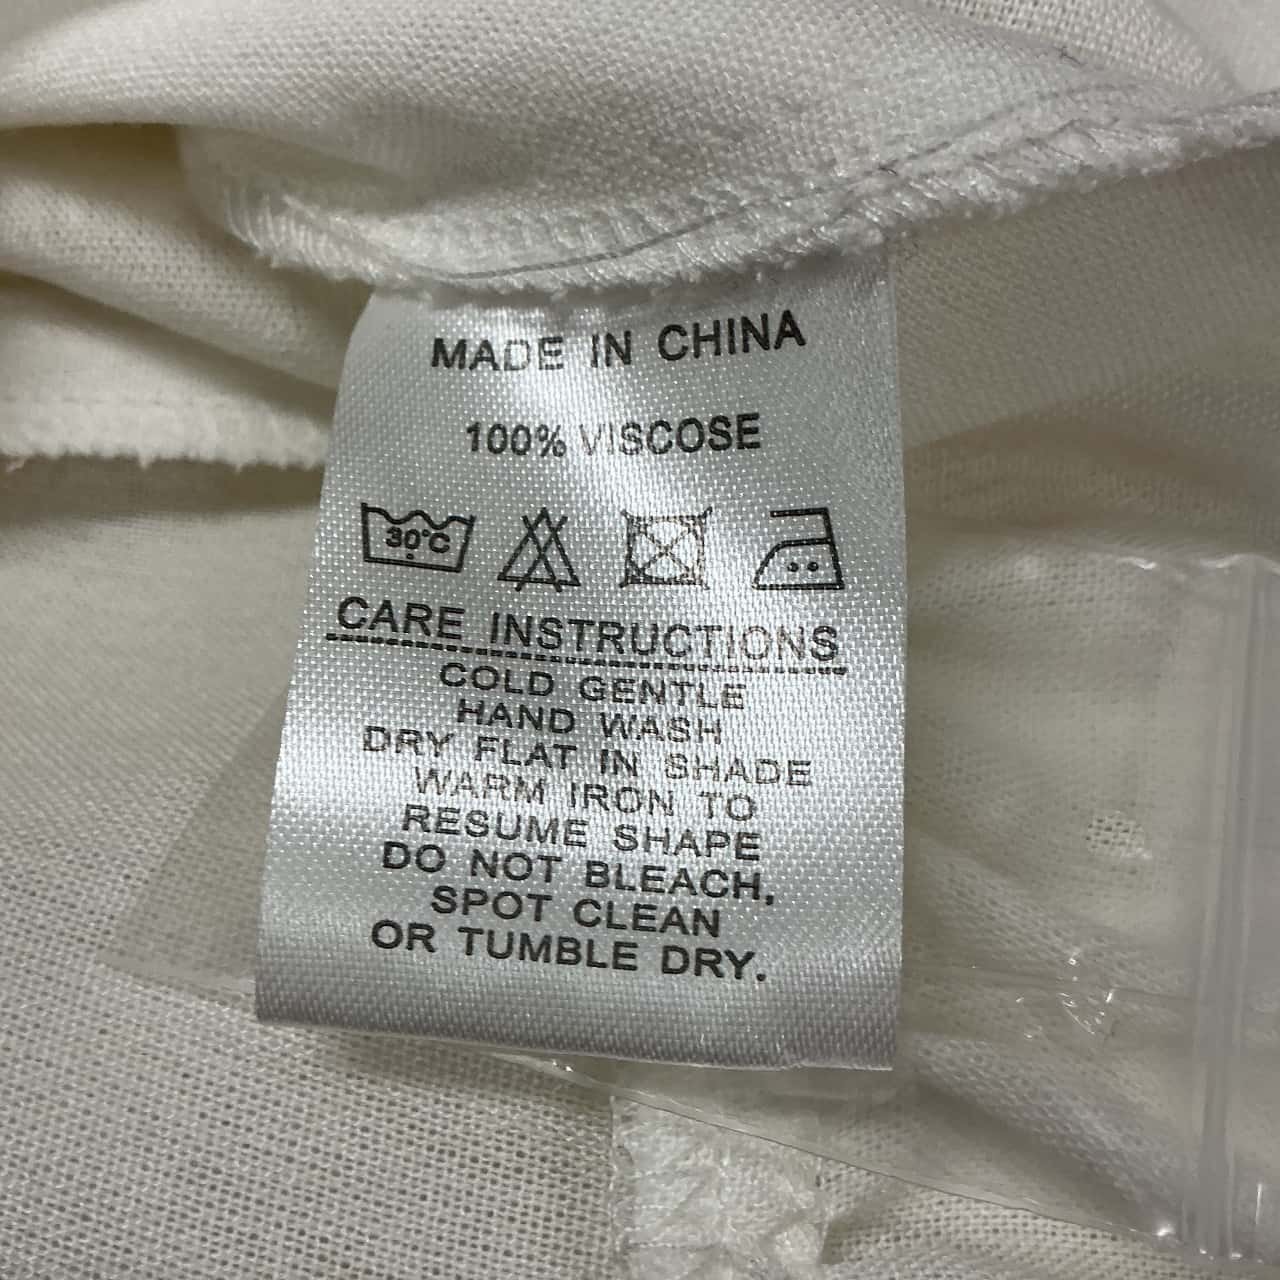 MADE IN CHINA
100% VISCOSE
30°C
CARE INSTRUCTIONS
COLD GENTLE
HAND WASH
DRY FLAT IN SHADE
WARM IRON TO
RESUME SHAPE
DO NOT BLEACH,
SPOT CLEAN
OR TUMBLE DRY.